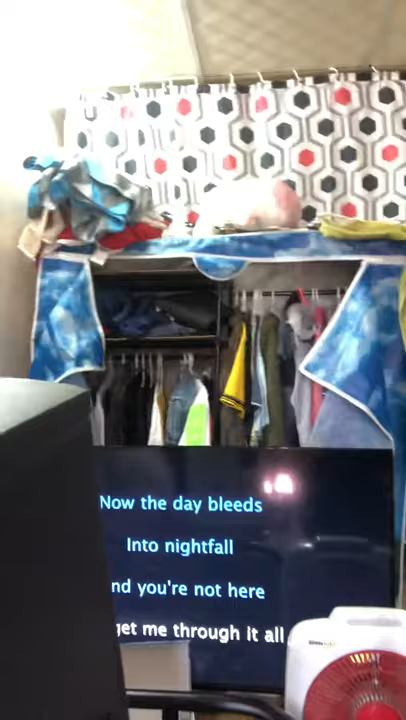 Now the day bleeds
Into nightfall
nd you're not here
get me through it all